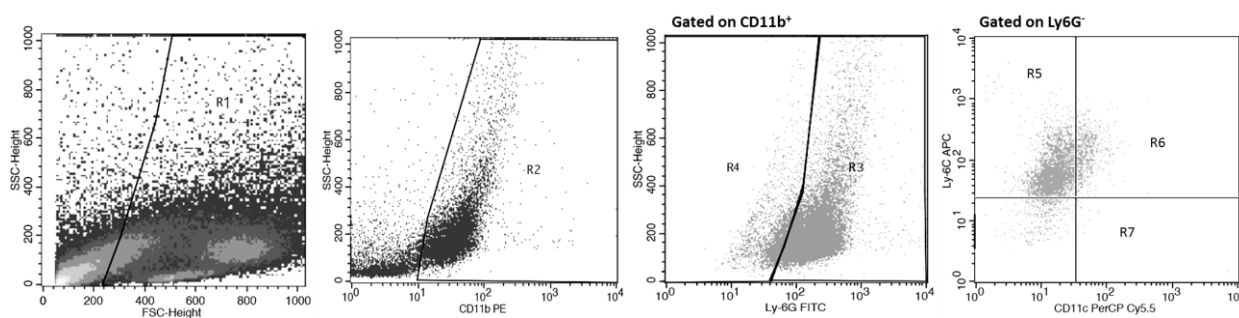 Gated on CD11b⁺
Gated on Ly6G⁻
1000
800
600
400
200
0
SSC-Height
R1
0 200 400 600 800 1000
FSC-Height
1000
800
600
400
200
0
SSC-Height
R2
10⁰ 10¹ 10² 10³ 10⁴
CD11b PE
1000
800
600
400
200
0
SSC-Height
R4 R3
10¹ 10² 10³ 10⁴
Ly-6G FITC
10⁴
10³
10²
10¹
10⁰
Ly-6C APC
R5
R6
R7
10⁰ 10¹ 10² 10³ 10⁴
CD11c PerCP Cy5.5